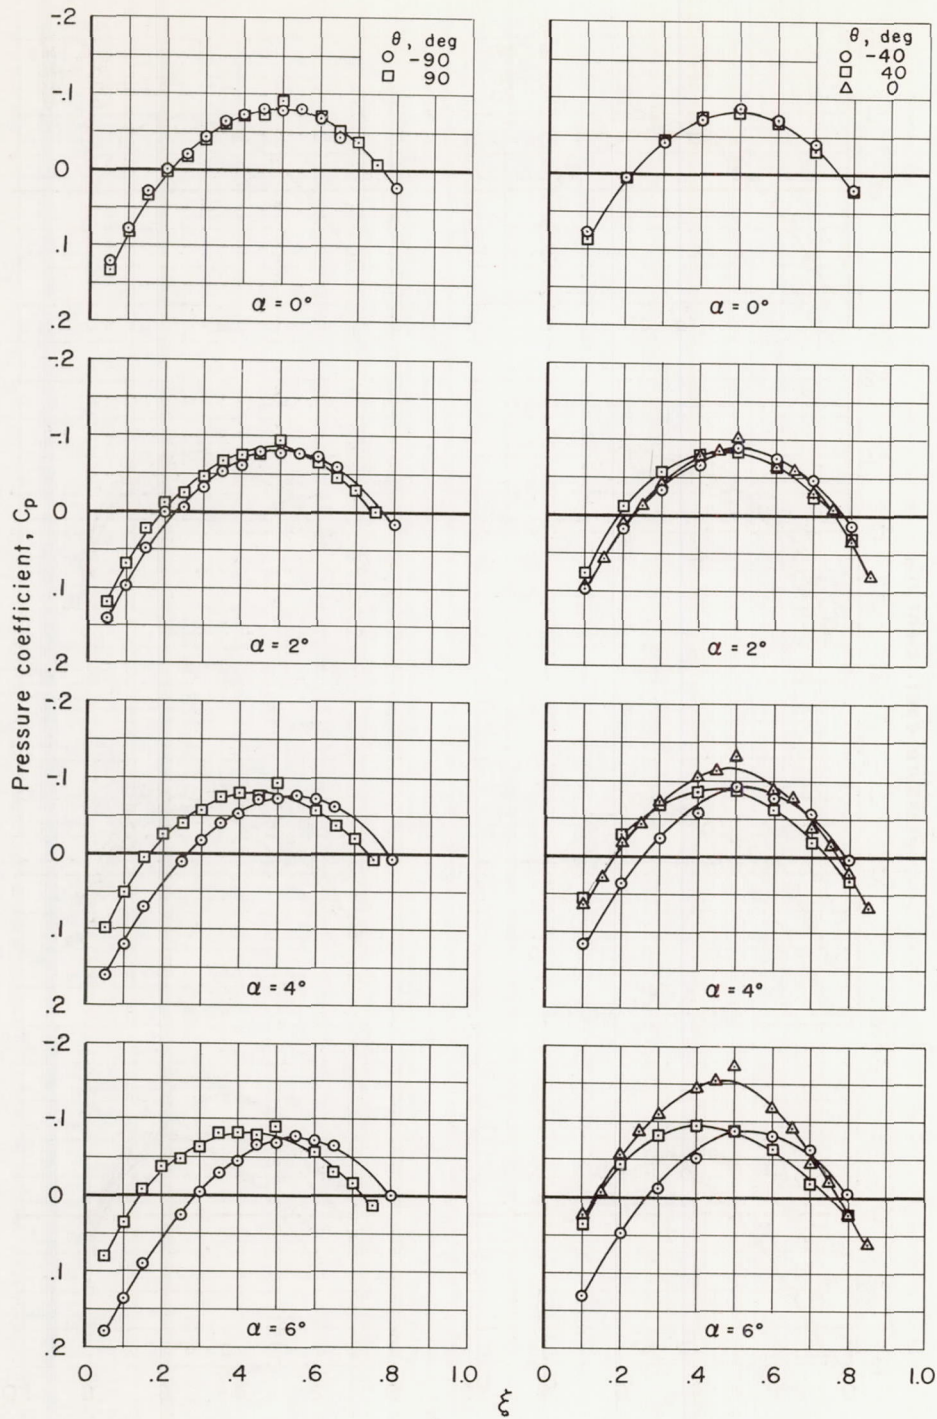 -.2
-.1
0
.1
.2
θ, deg
-90
90
α = 0°
θ, deg
-40
40
0
α = 0°
-.2
-.1
0
.1
.2
α = 2°
α = 2°
Pressure coefficient, Cp
-.2
-.1
0
.1
.2
α = 4°
α = 4°
-.2
-.1
0
.1
.2
α = 6°
α = 6°
0 .2 .4 .6 .8 1.0
0 .2 .4 .6 .8 1.0
ξ